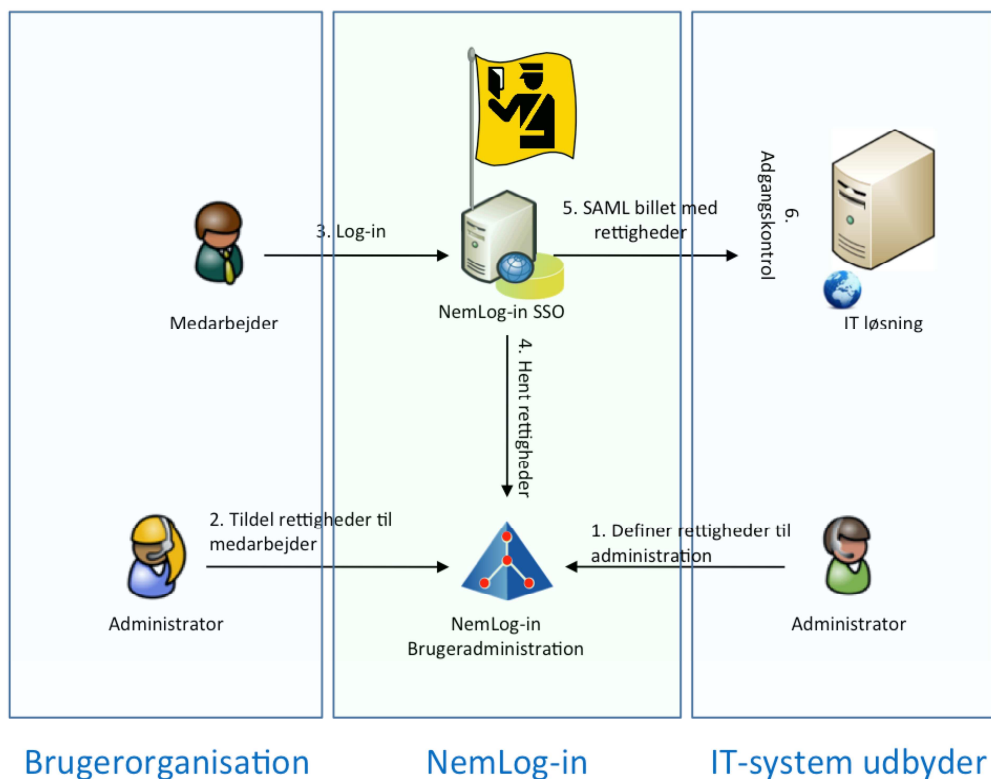 3. Log-in
5. SAML billet med
rettigheder
6.
Adgangskontrol
Medarbejder
NemLog-in SSO
IT løsning
4. Hent rettigheder
2. Tildel rettigheder til
medarbejder
1. Definer rettigheder til
administration
Administrator
NemLog-in
Brugeradministration
Administrator
Brugerorganisation
NemLog-in
IT-system udbyder